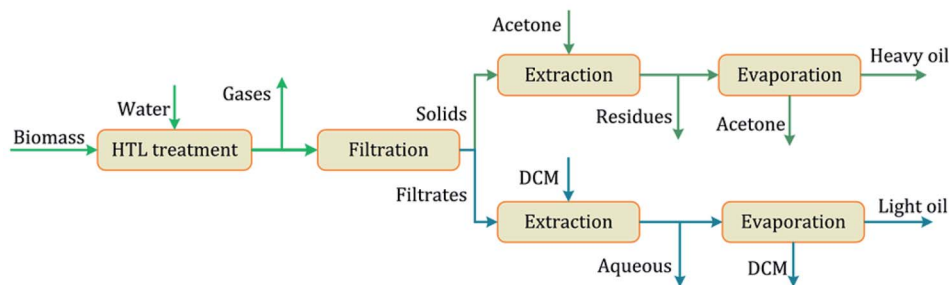 Acetone
Heavy oil
Extraction
Evaporation
Gases
Water
Solids
Residues
Acetone
Biomass
HTL treatment
Filtration
DCM
Filtrates
Light oil
Extraction
Evaporation
Aqueous
DCM